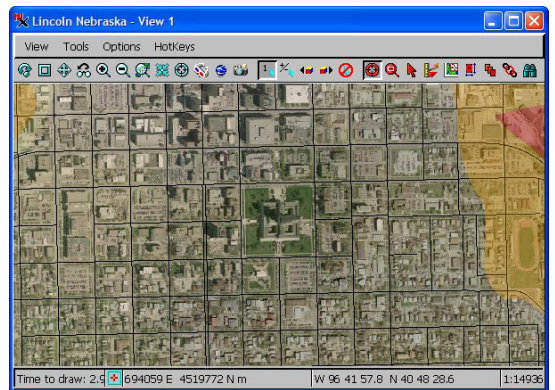 Lincoln Nebraska - View 1
View Tools Options HotKeys
Time to draw: 2.9 694059 E 4519772 N m W 96 41 57.8 N 40 48 28.6 1:14936